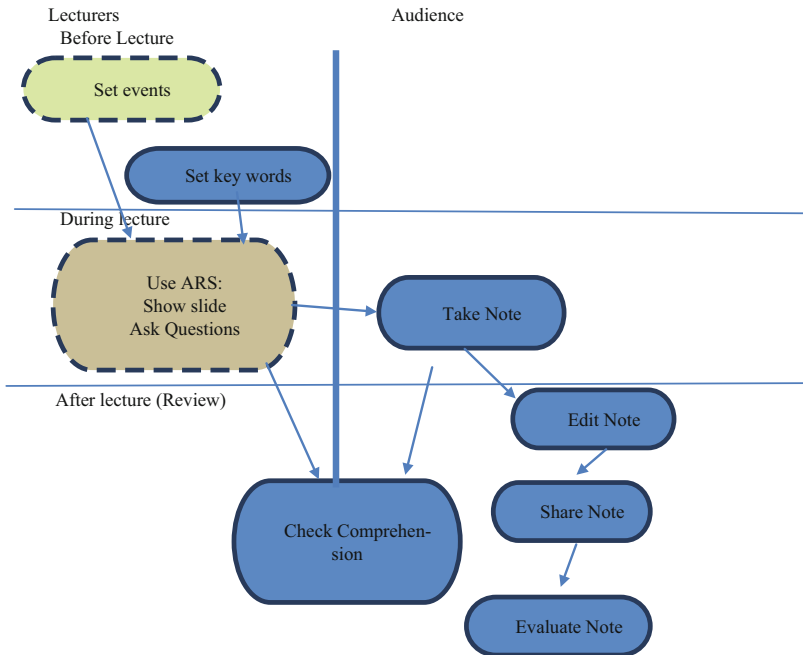 Lecturers
Audience
Before Lecture
Set events
Set key words
During lecture
Use ARS:
Show slide
Ask Questions
Take Note
After lecture (Review)
Edit Note
Share Note
Check Comprehen-
sion
Evaluate Note